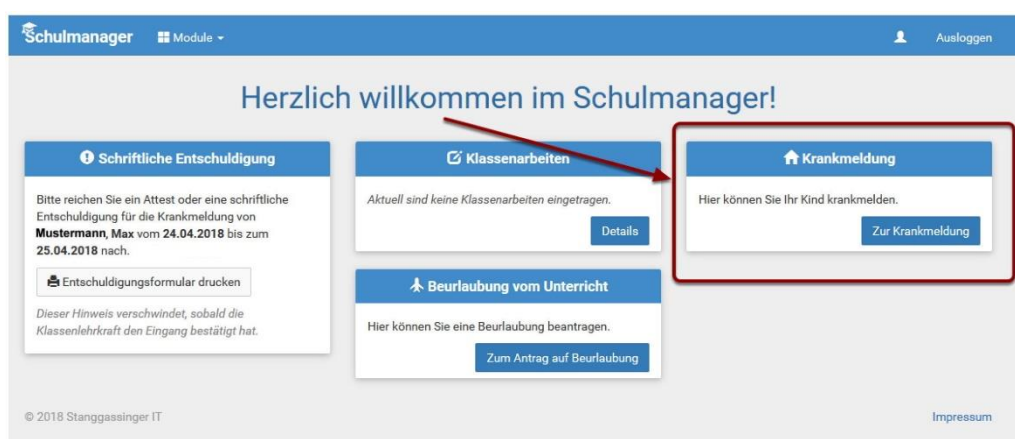 Schulmanager Module Ausloggen
Herzlich willkommen im Schulmanager!
Schriftliche Entschuldigung
Bitte reichen Sie ein Attest oder eine schriftliche
Entschuldigung für die Krankmeldung von
Mustermann, Max vom 24.04.2018 bis zum
25.04.2018 nach.
Entschuldigungsformular drucken
Dieser Hinweis verschwindet, sobald die
Klassenlehrkraft den Eingang bestätigt hat.
Klassenarbeiten
Aktuell sind keine Klassenarbeiten eingetragen.
Details
Beurlaubung vom Unterricht
Hier können Sie eine Beurlaubung beantragen.
Zum Antrag auf Beurlaubung
Krankmeldung
Hier können Sie Ihr Kind krankmelden.
Zur Krankmeldung
© 2018 Stanggassinger IT
Impressum